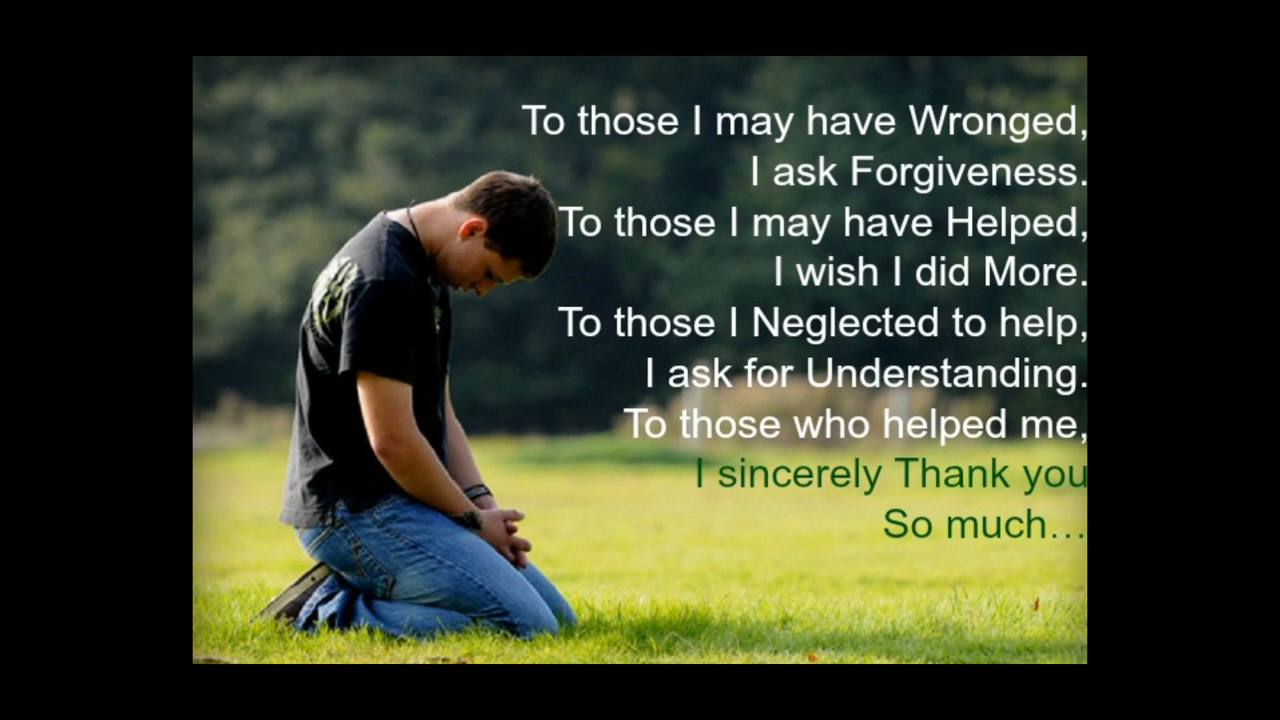 To those I may have Wronged,
I ask Forgiveness.
To those I may have Helped,
I wish I did More.
To those I Neglected to help,
I ask for Understanding.
To those who helped me,
I sincerely Thank you
So much…